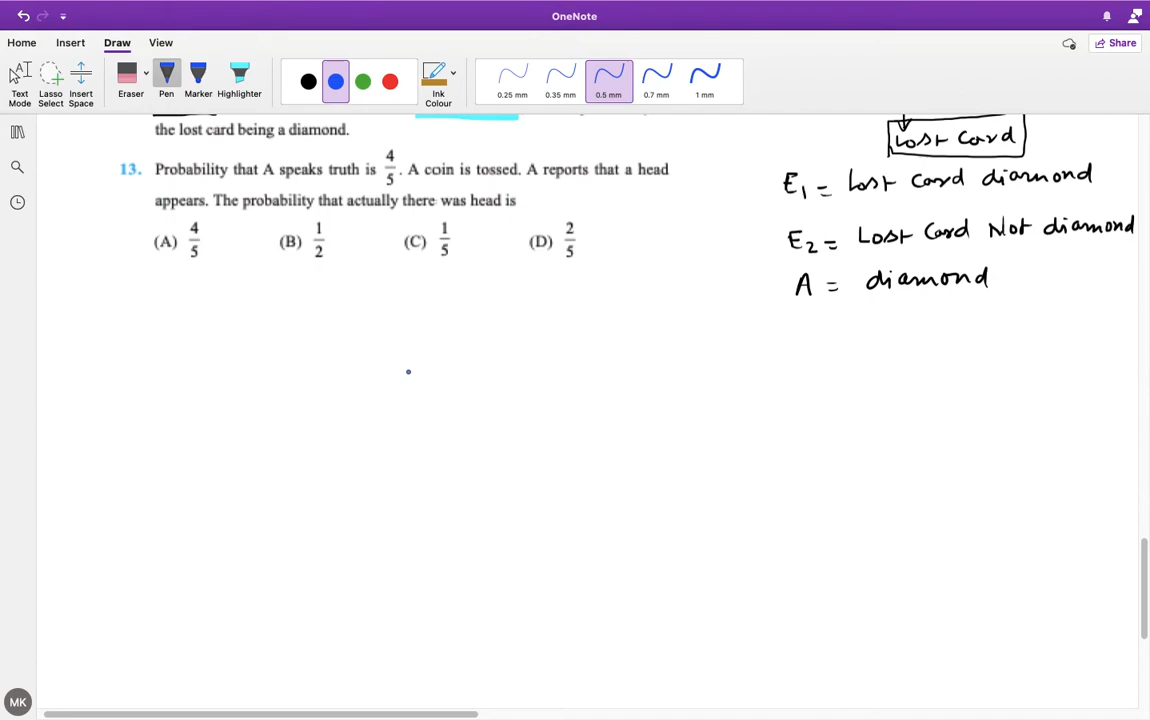 OneNote
Home Insert Draw View
Share
Text Mode
Lasso Select
Insert Space
Eraser
Pen
Marker
Highlighter
Ink Colour
0.25 mm
0.35 mm
0.5 mm
0.7 mm
1 mm
the lost card being a diamond.
13. Probability that A speaks truth is 4/5. A coin is tossed. A reports that a head
appears. The probability that actually there was head is
(A) 4/5 (B) 1/2 (C) 1/5 (D) 2/5
Lost Card
E₁ = Lost Card diamond
E₂ = Lost Card Not diamond
A = diamond
MK